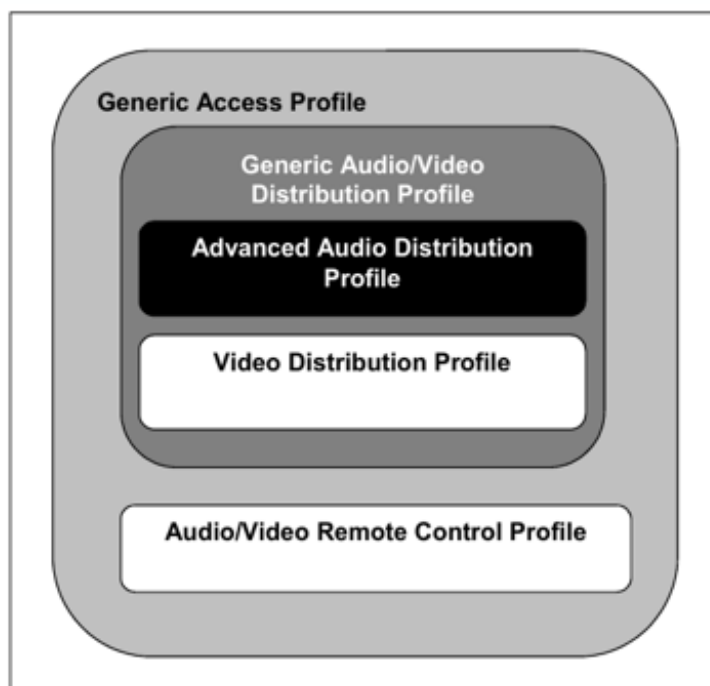 Generic Access Profile
Generic Audio/Video
Distribution Profile
Advanced Audio Distribution
Profile
Video Distribution Profile
Audio/Video Remote Control Profile